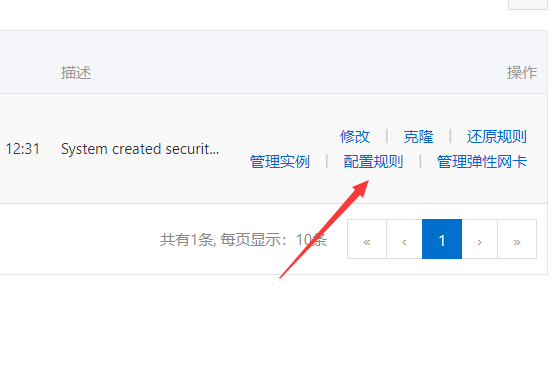 描述 操作
修改 | 克隆 | 还原规则
12:31 System created securit...
管理实例 | 配置规则 | 管理弹性网卡
共有1条, 每页显示：10条 « ‹ 1 › »